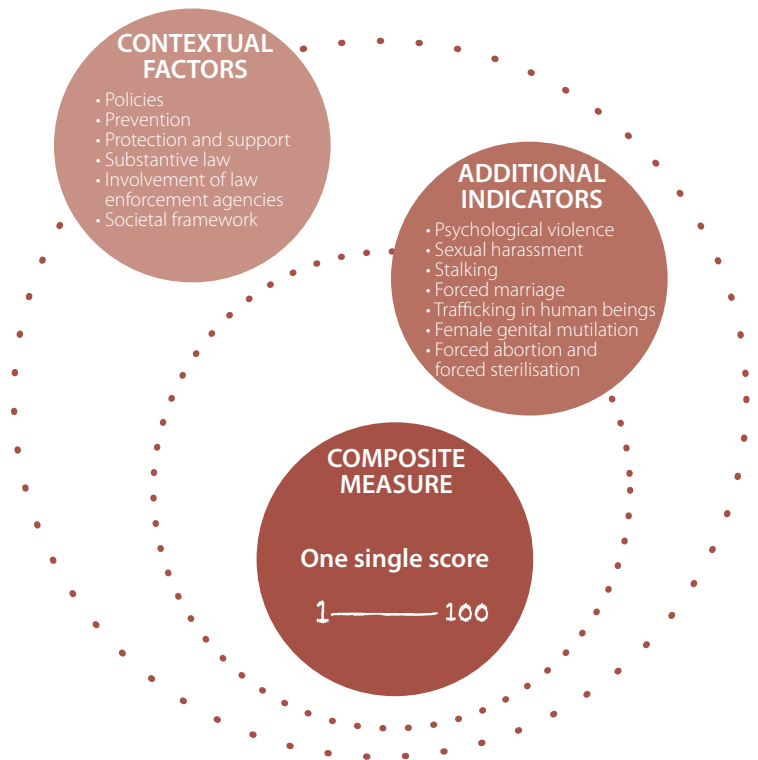 CONTEXTUAL
FACTORS
• Policies
• Prevention
• Protection and support
• Substantive law
• Involvement of law
enforcement agencies
• Societal framework
ADDITIONAL
INDICATORS
• Psychological violence
• Sexual harassment
• Stalking
• Forced marriage
• Trafficking in human beings
• Female genital mutilation
• Forced abortion and
forced sterilisation
COMPOSITE
MEASURE
One single score
1 100